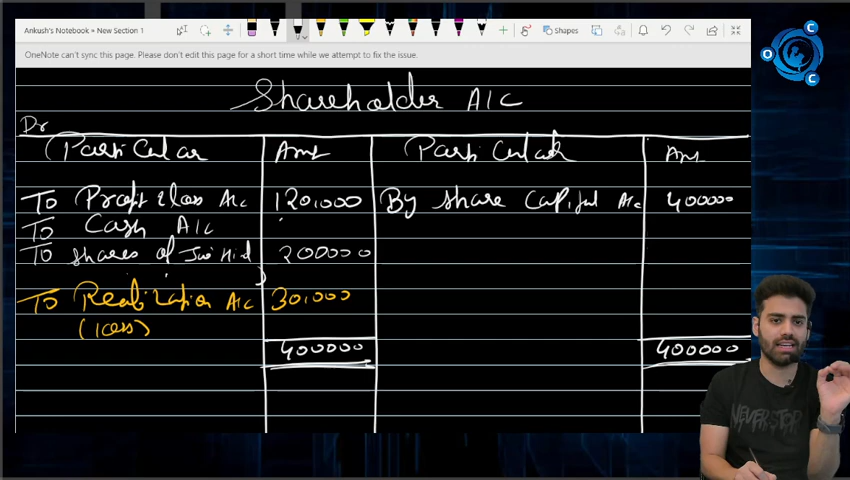 Ankush's Notebook » New Section 1
Shapes
OneNote can't sync this page. Please don't edit this page for a short time while we attempt to fix the issue.
C
O
C
Shareholder A/C
Dr
Particular Amt Particular Amt
To Profit & loss A/c 120,000 By Share Capital A/c 400000
To Cash A/C
To shares of 200000
To Realization A/C 30,000
(loss)
400000 400000
NEVER STOP